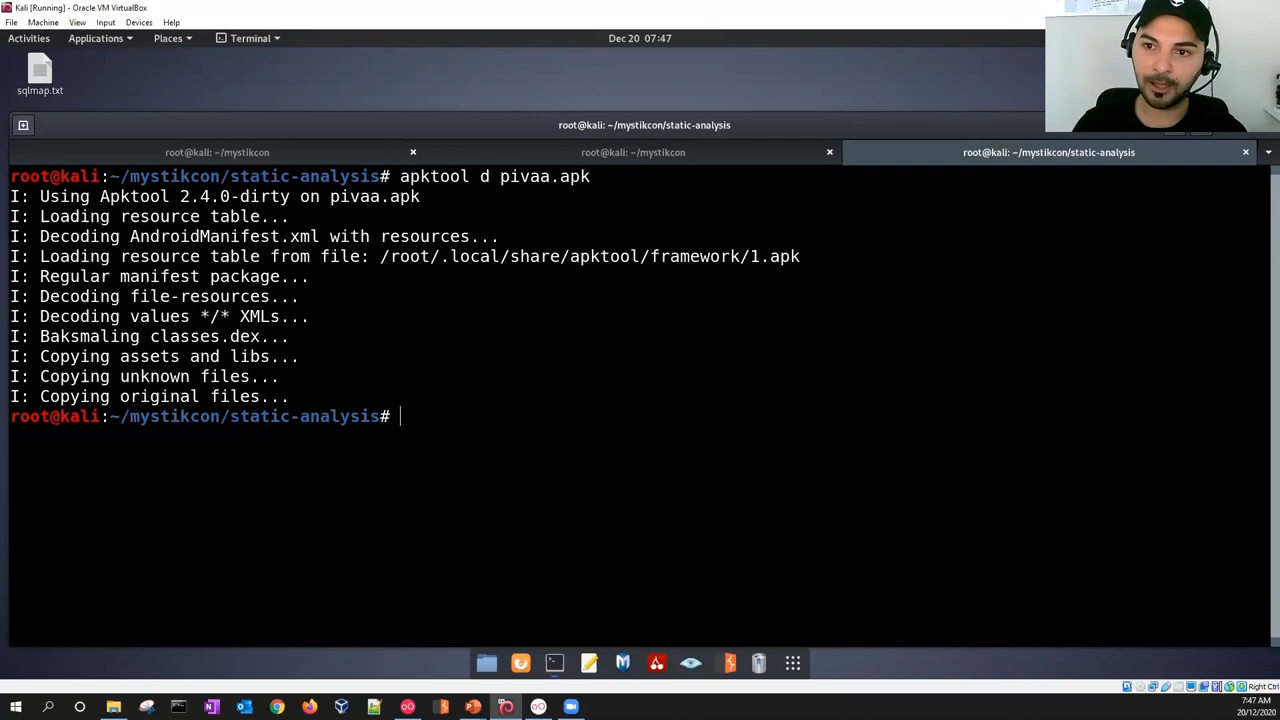 Kali [Running] - Oracle VM VirtualBox
File Machine View Input Devices Help
Activities Applications Places Terminal Dec 20 07:47
sqlmap.txt
root@kali: ~/mystikcon/static-analysis
root@kali: ~/mystikcon root@kali: ~/mystikcon root@kali: ~/mystikcon/static-analysis
root@kali:~/mystikcon/static-analysis# apktool d pivaa.apk
I: Using Apktool 2.4.0-dirty on pivaa.apk
I: Loading resource table...
I: Decoding AndroidManifest.xml with resources...
I: Loading resource table from file: /root/.local/share/apktool/framework/1.apk
I: Regular manifest package...
I: Decoding file-resources...
I: Decoding values */* XMLs...
I: Baksmaling classes.dex...
I: Copying assets and libs...
I: Copying unknown files...
I: Copying original files...
root@kali:~/mystikcon/static-analysis#
Right Ctrl
7:47 AM
20/12/2020